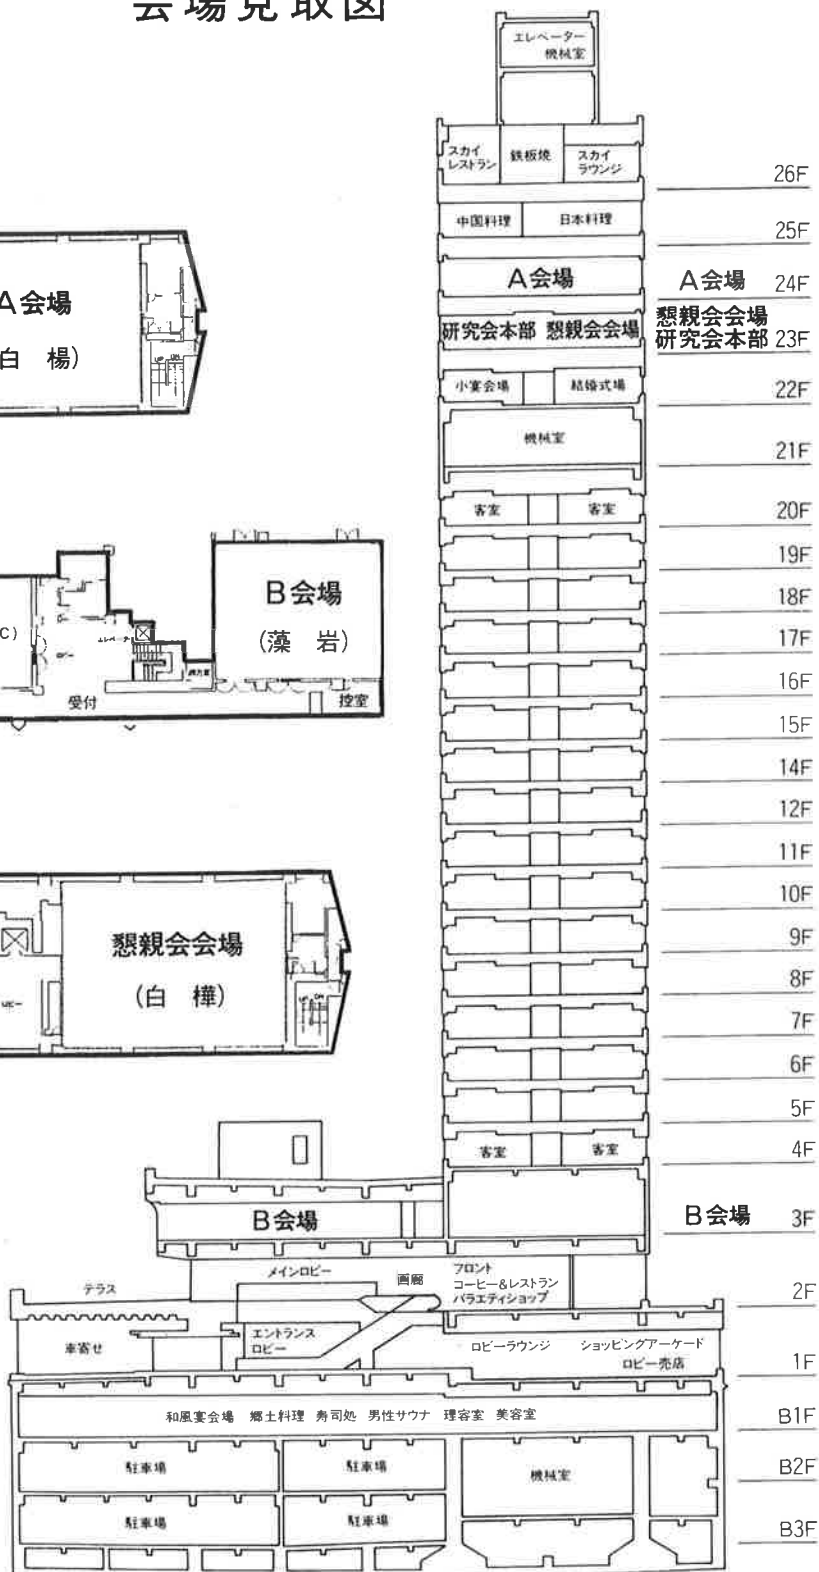 会場見取図
エレベーター
機械室
スカイ
レストラン
鉄板焼
スカイ
ラウンジ
26F
中国料理
日本料理
25F
A会場
A会場
24F
研究会本部
懇親会会場
懇親会会場
研究会本部
23F
小宴会場
結婚式場
22F
機械室
21F
客室
客室
20F
19F
18F
17F
16F
15F
14F
12F
11F
10F
9F
8F
7F
6F
5F
客室
客室
4F
B会場
B会場
3F
メインロビー
画廊
フロント
コーヒー&レストラン
バラエティショップ
テラス
2F
車寄せ
エントランス
ロビー
ロビーラウンジ
ショッピングアーケード
ロビー売店
1F
和風宴会場 郷土料理 寿司処 男性サウナ 理容室 美容室
B1F
駐車場
駐車場
機械室
B2F
駐車場
駐車場
B3F
A会場
白 楊)
C)
エレベーター
B会場
(藻 岩)
受付
控室
懇親会会場
(白 樺)